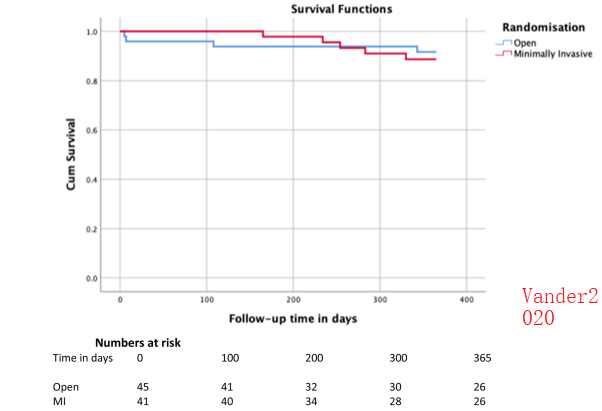 Survival Functions
Randomisation
Open
Minimally Invasive
1.0
0.8
0.6
0.4
0.2
0.0
Cum Survival
0 100 200 300 400
Follow-up time in days
Vander2
020
Numbers at risk
Time in days 0 100 200 300 365
Open 45 41 32 30 26
MI 41 40 34 28 26